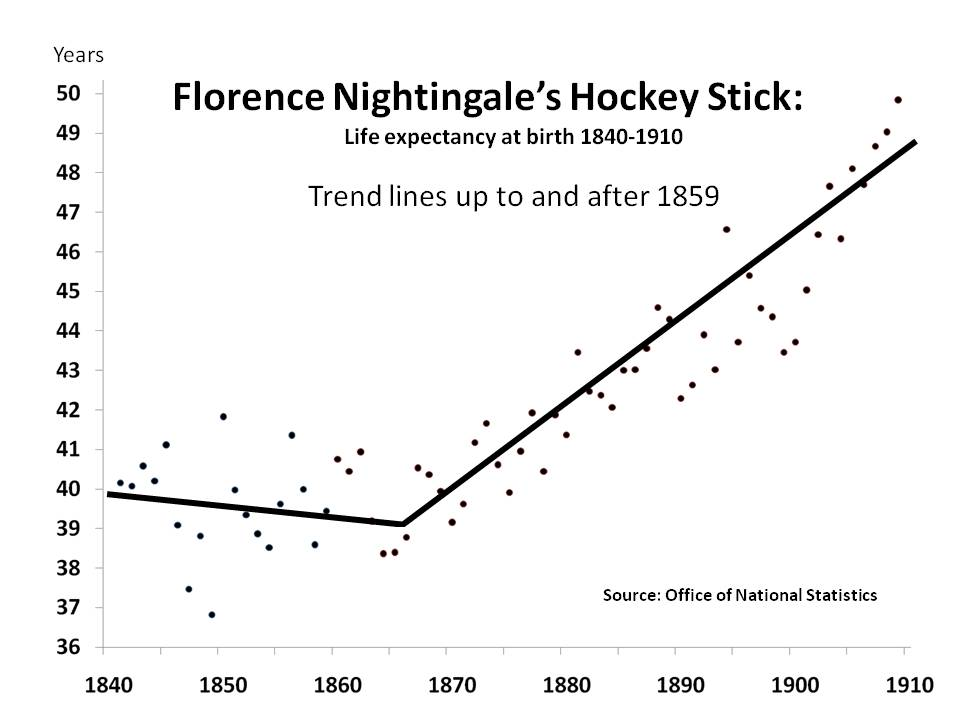 Years
Florence Nightingale’s Hockey Stick:
Life expectancy at birth 1840-1910
Trend lines up to and after 1859
50
49
48
47
46
45
44
43
42
41
40
39
38
37
36
Source: Office of National Statistics
1840 1850 1860 1870 1880 1890 1900 1910